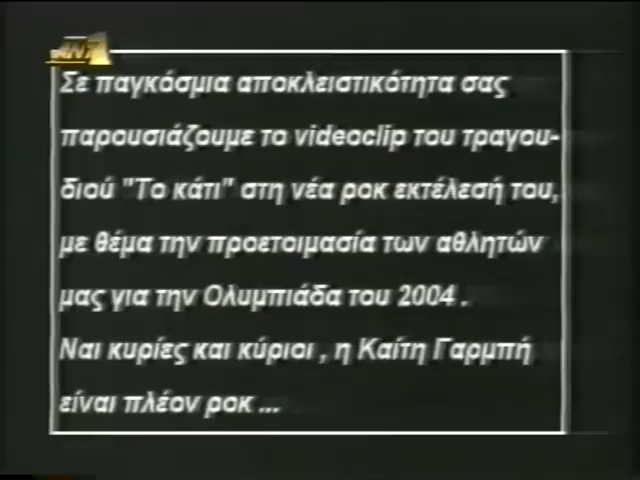 ΑΝΤ1
Σε παγκόσμια αποκλειστικότητα σας
παρουσιάζουμε το videoclip του τραγου-
διού "Το κάτι" στη νέα ροκ εκτέλεσή του,
με θέμα την προετοιμασία των αθλητών
μας για την Ολυμπιάδα του 2004 .
Ναι κυρίες και κύριοι , η Καίτη Γαρμπή
είναι πλέον ροκ ...